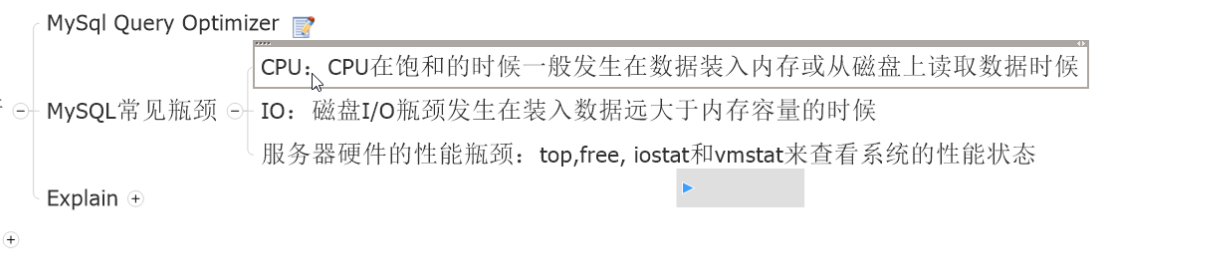 MySql Query Optimizer
CPU：CPU在饱和的时候一般发生在数据装入内存或从磁盘上读取数据时候
MySQL常见瓶颈
IO：磁盘I/O瓶颈发生在装入数据远大于内存容量的时候
服务器硬件的性能瓶颈：top,free, iostat和vmstat来查看系统的性能状态
Explain